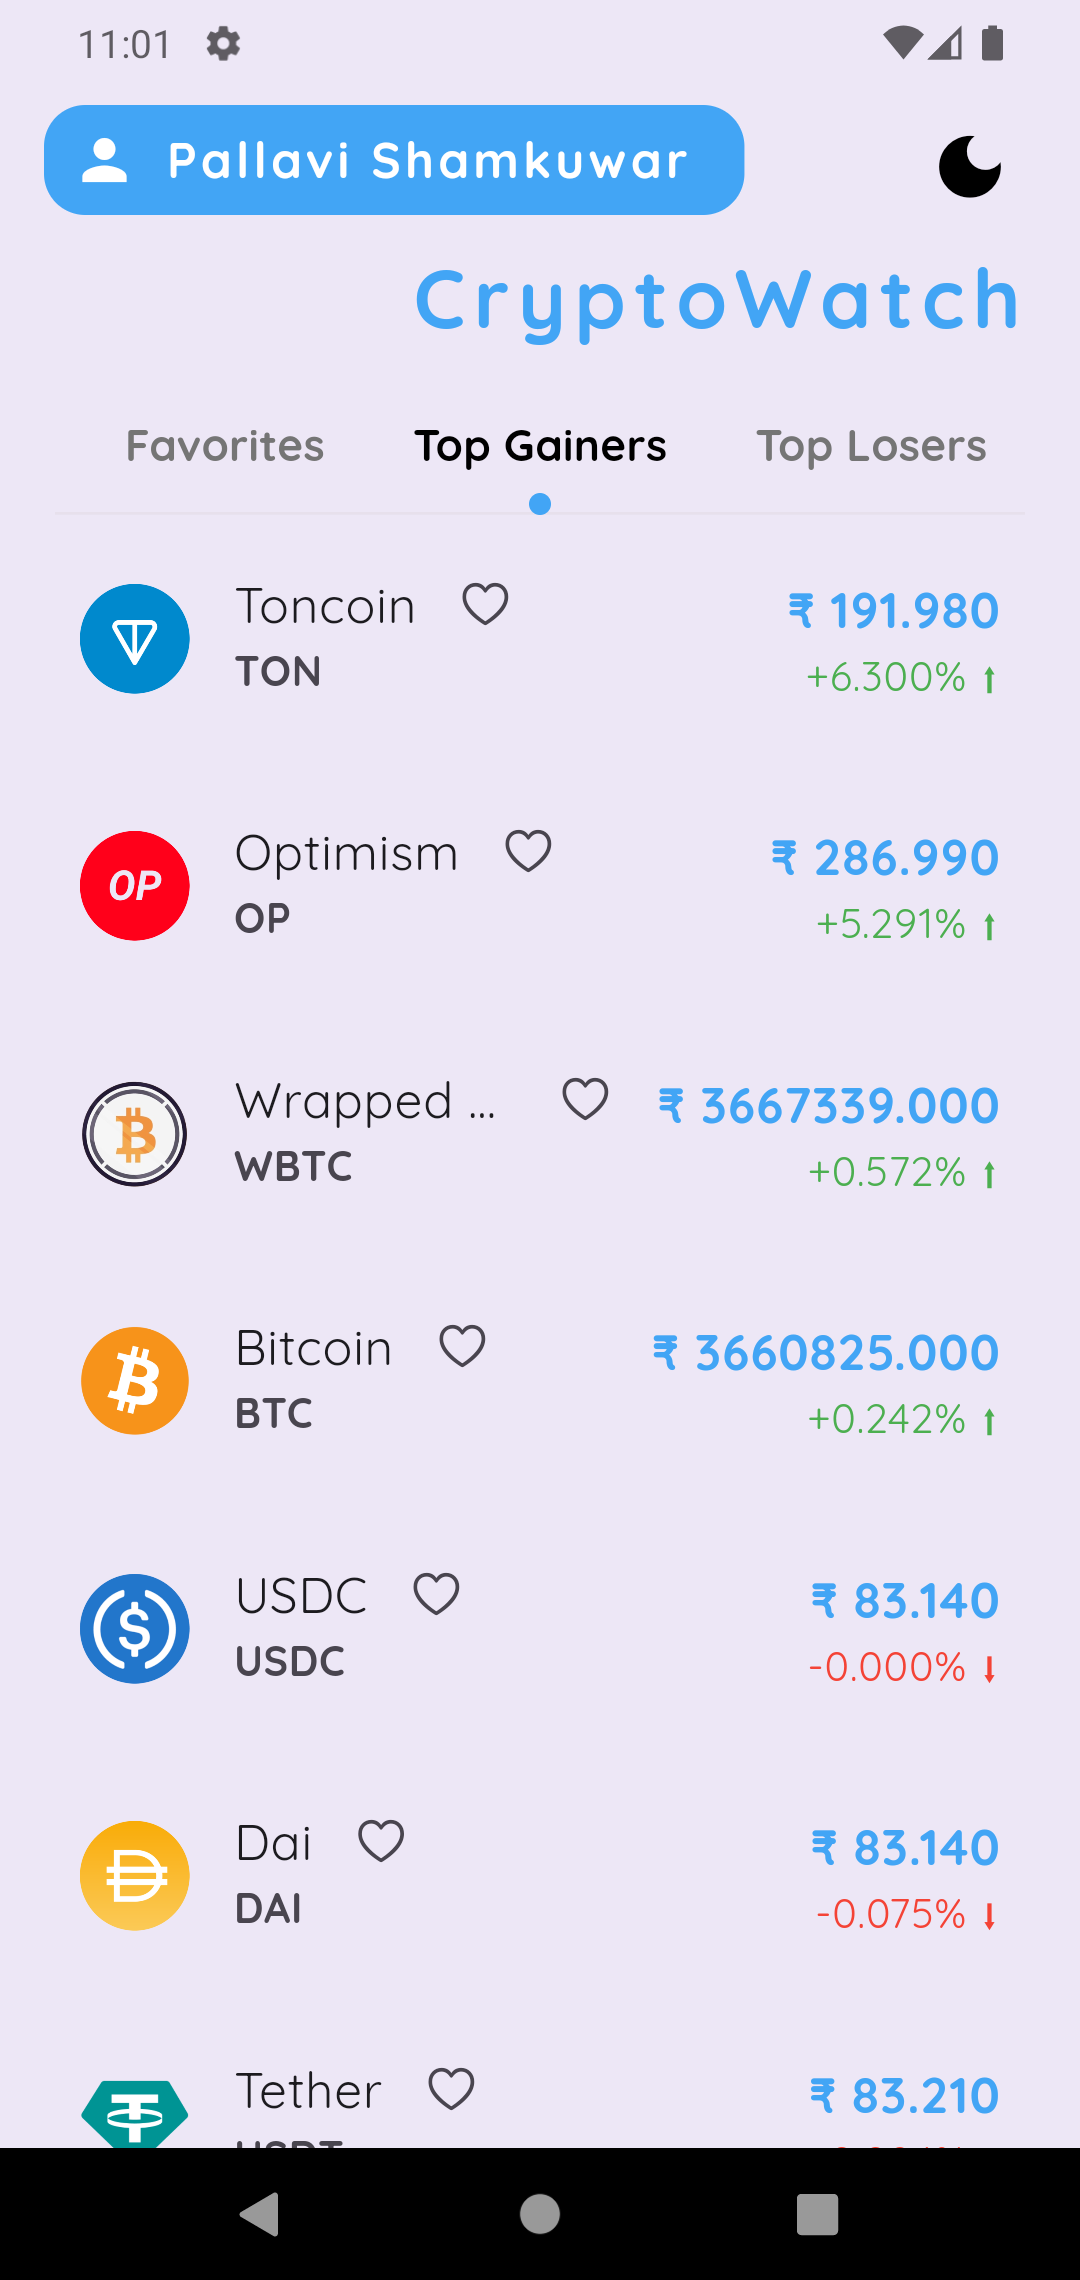 11:01
Pallavi Shamkuwar
CryptoWatch
Favorites Top Gainers Top Losers
Toncoin ₹ 191.980
TON +6.300%
OP
Optimism ₹ 286.990
OP +5.291%
Wrapped ... ₹ 3667339.000
WBTC +0.572%
Bitcoin ₹ 3660825.000
BTC +0.242%
USDC ₹ 83.140
USDC -0.000%
Dai ₹ 83.140
DAI -0.075%
Tether ₹ 83.210